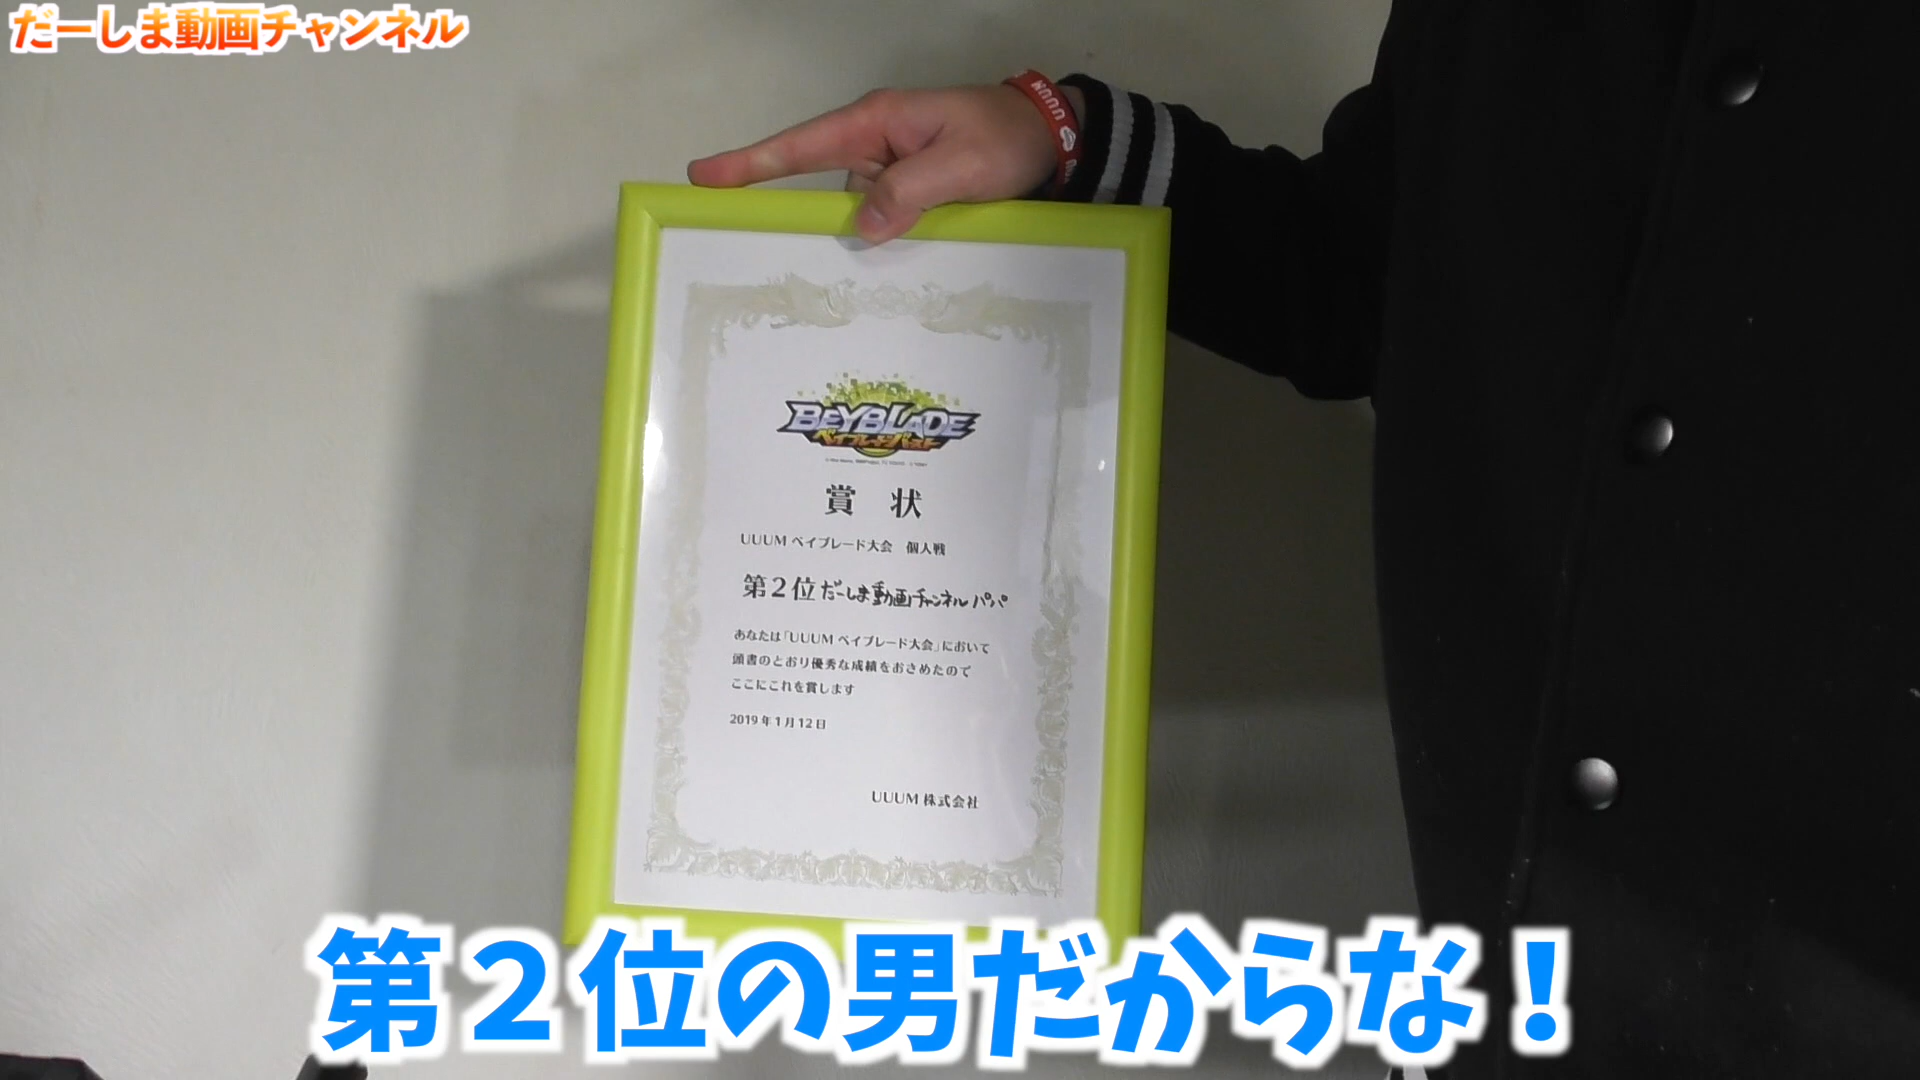 だーしま動画チャンネル
UUUM
BEYBLADE
ベイブレードバースト
賞 状
UUUM ベイブレード大会 個人戦
第2位 だーしま動画チャンネル パパ
あなたは「UUUM ベイブレード大会」において
頭書のとおり優秀な成績をおさめたので
ここにこれを賞します
2019年1月12日
UUUM 株式会社
第2位の男だからな!